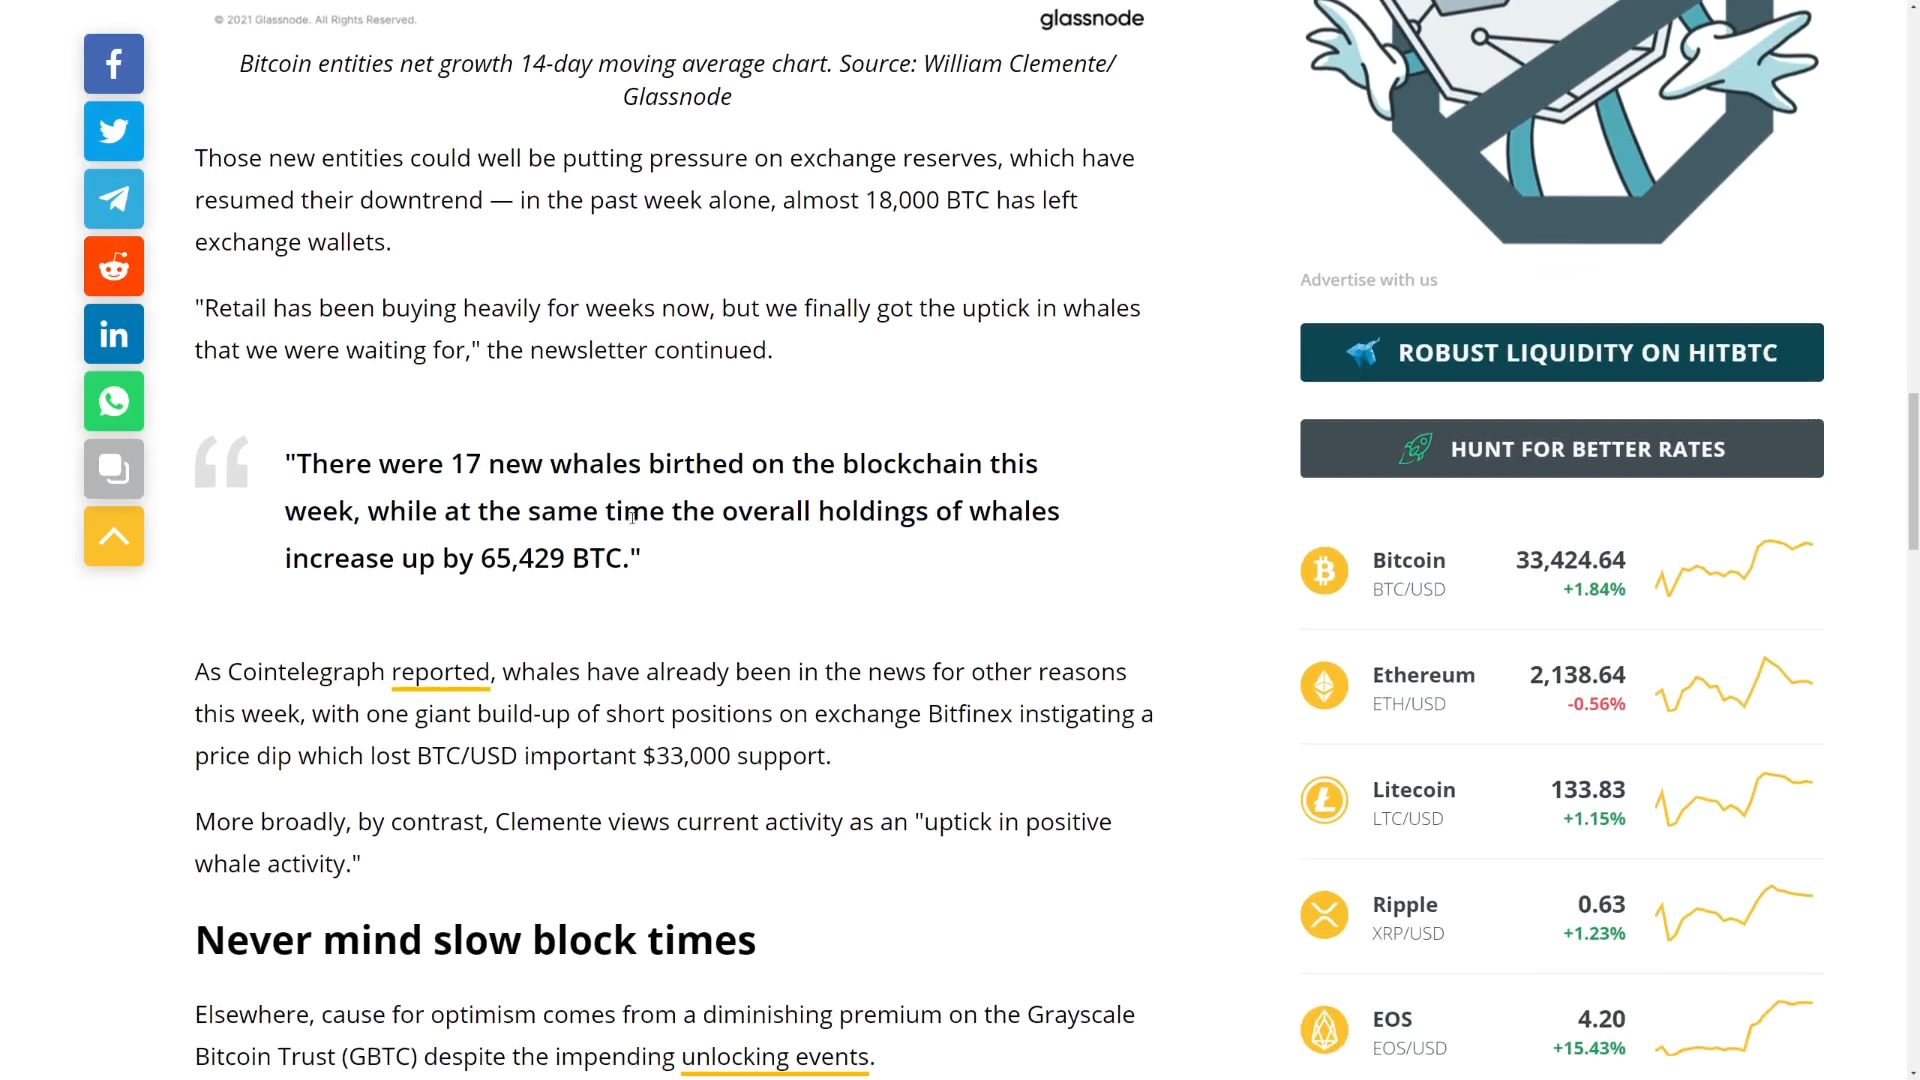 © 2021 Glassnode. All Rights Reserved.
glassnode
Bitcoin entities net growth 14-day moving average chart. Source: William Clemente/
Glassnode
Those new entities could well be putting pressure on exchange reserves, which have
resumed their downtrend — in the past week alone, almost 18,000 BTC has left
exchange wallets.
"Retail has been buying heavily for weeks now, but we finally got the uptick in whales
that we were waiting for," the newsletter continued.
"There were 17 new whales birthed on the blockchain this
week, while at the same time the overall holdings of whales
increase up by 65,429 BTC."
As Cointelegraph reported, whales have already been in the news for other reasons
this week, with one giant build-up of short positions on exchange Bitfinex instigating a
price dip which lost BTC/USD important $33,000 support.
More broadly, by contrast, Clemente views current activity as an "uptick in positive
whale activity."
Never mind slow block times
Elsewhere, cause for optimism comes from a diminishing premium on the Grayscale
Bitcoin Trust (GBTC) despite the impending unlocking events.
Advertise with us
ROBUST LIQUIDITY ON HITBTC
HUNT FOR BETTER RATES
Bitcoin 33,424.64
BTC/USD +1.84%
Ethereum 2,138.64
ETH/USD -0.56%
Litecoin 133.83
LTC/USD +1.15%
Ripple 0.63
XRP/USD +1.23%
EOS 4.20
EOS/USD +15.43%